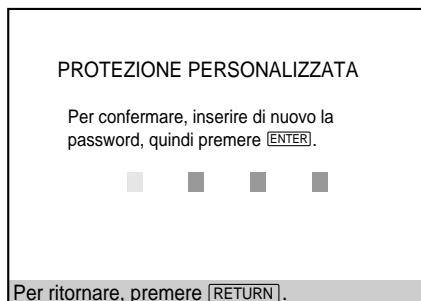 PROTEZIONE PERSONALIZZATA
Per confermare, inserire di nuovo la
password, quindi premere ENTER.
Per ritornare, premere RETURN.